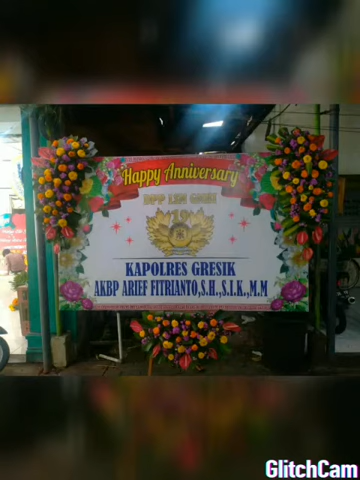 Happy Anniversary
DPP LSM GMBI
KAPOLRES GRESIK
AKBP ARIEF FITRIANTO,S.H.,S.I.K.,M.M
GlitchCam